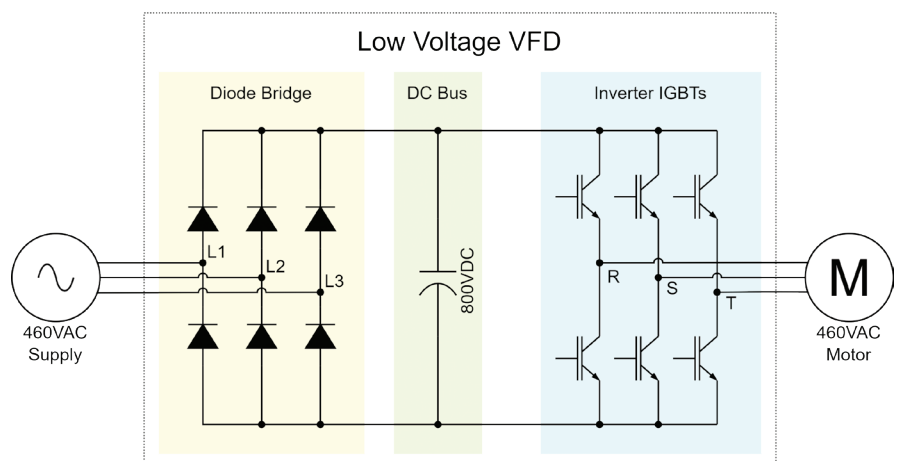 Low Voltage VFD
Diode Bridge
DC Bus
Inverter IGBTs
L1
L2
L3
R
S
T
800VDC
M
460VAC
Supply
460VAC
Motor